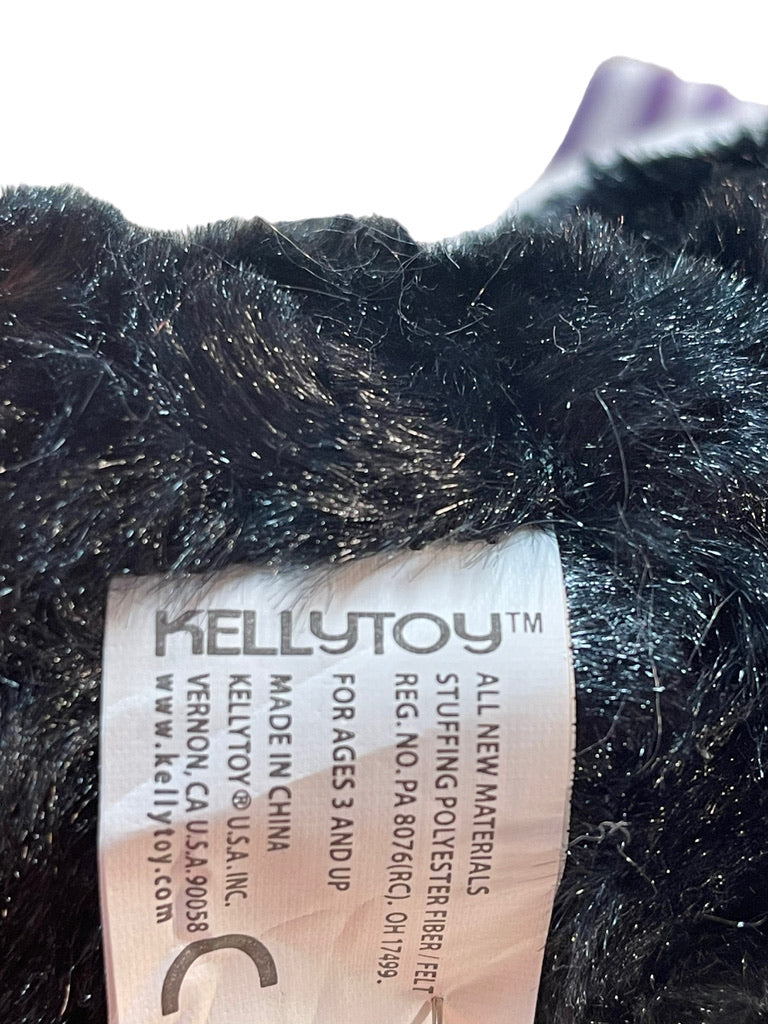 KELLYTOY™
ALL NEW MATERIALS
STUFFING POLYESTER FIBER / FELT
REG. NO. PA 8076(RC), OH 17499.
FOR AGES 3 AND UP
MADE IN CHINA
KELLYTOY® U.S.A. INC.
VERNON, CA U.S.A. 90058
www.kellytoy.com
C